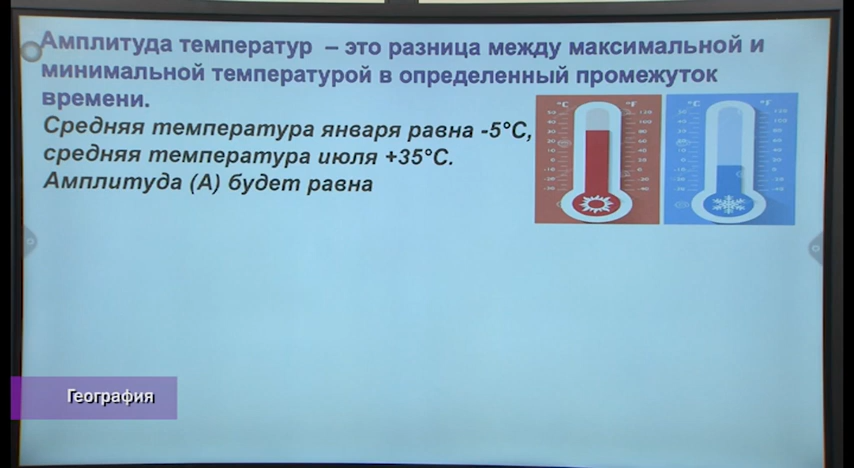 Амплитуда температур – это разница между максимальной и
минимальной температурой в определенный промежуток
времени.
Средняя температура января равна -5°С,
средняя температура июля +35°С.
Амплитуда (А) будет равна
°C °F
°C °F
География